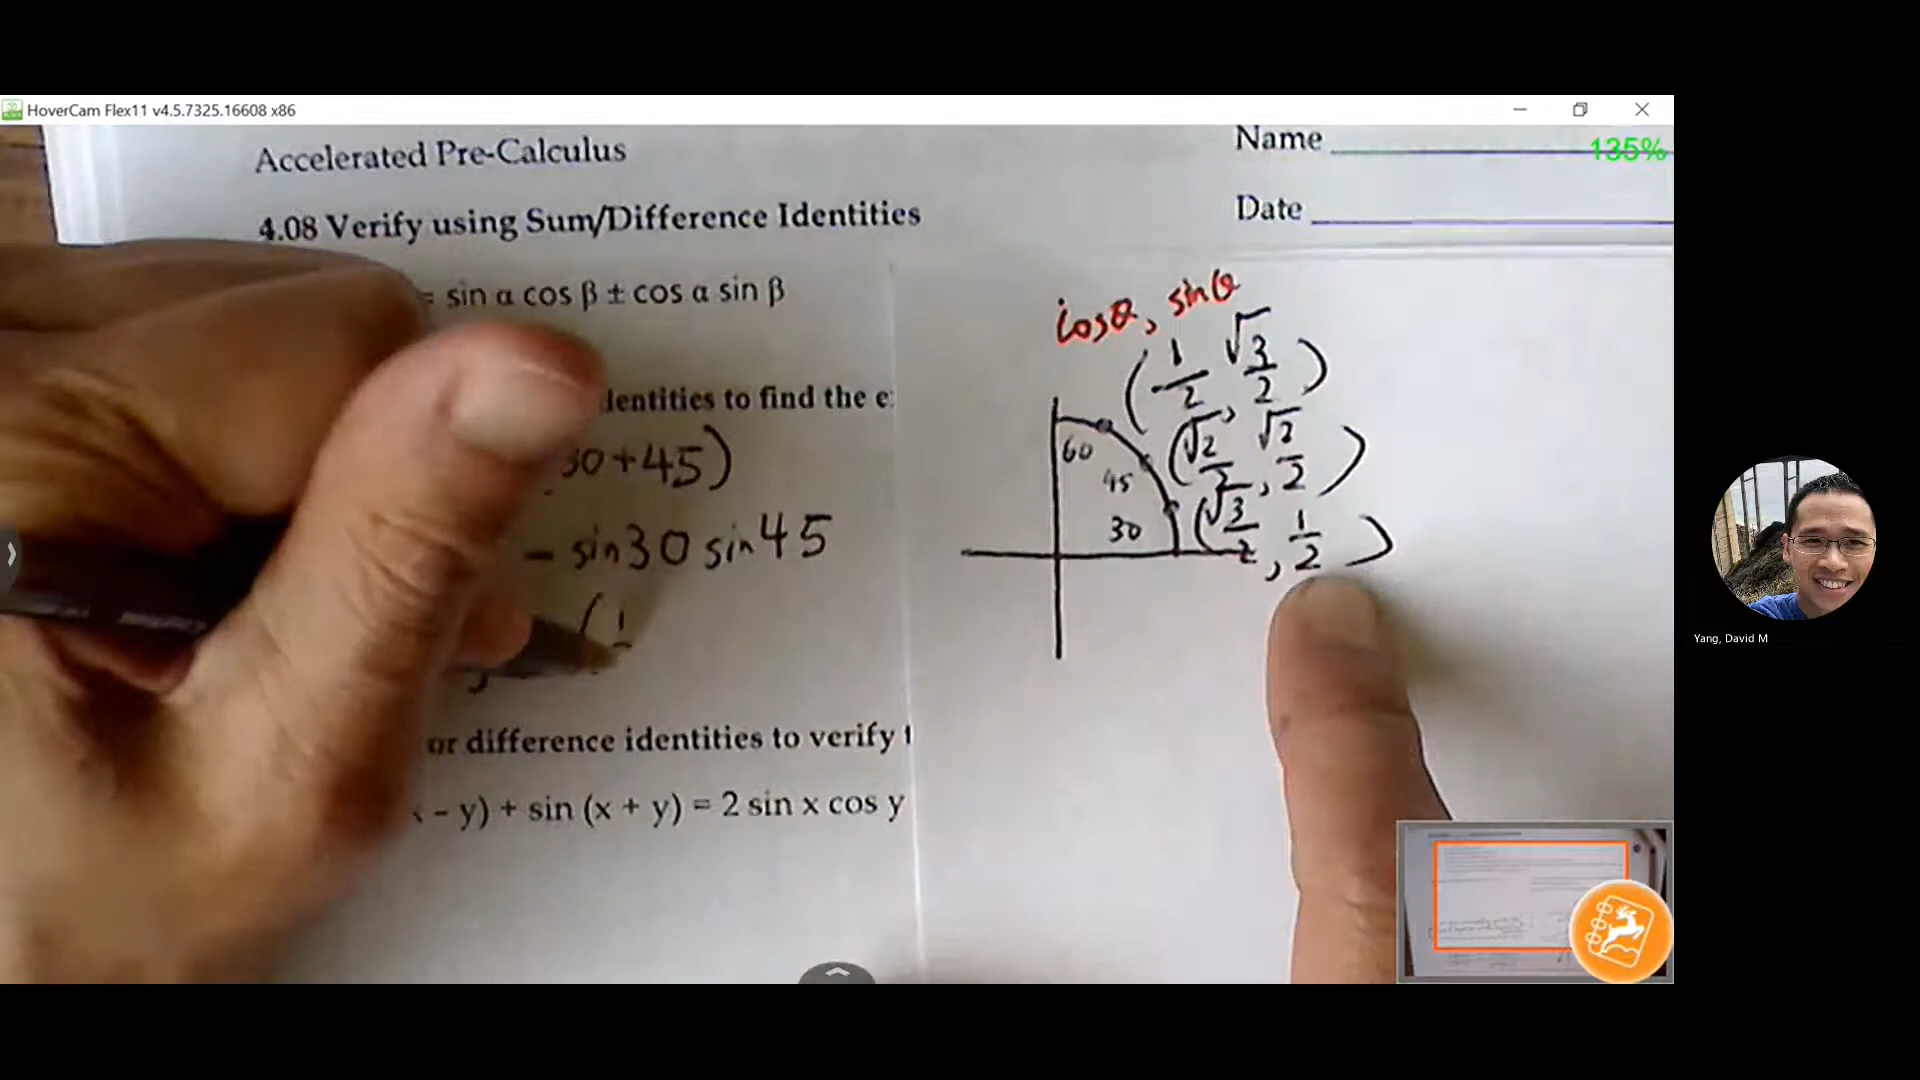 HoverCam Flex11 v4.5.7325.16608 x86
Accelerated Pre-Calculus
Name
135%
4.08 Verify using Sum/Difference Identities
Date
= sin α cos β ± cos α sin β
cosθ, sinθ
(1/2, √3/2)
dentities to find the e
30+45)
60
(√2/2, √2/2)
45
- sin30 sin45
30
(√3/2, 1/2)
(1
or difference identities to verify
- y) + sin (x + y) = 2 sin x cos y
Yang, David M